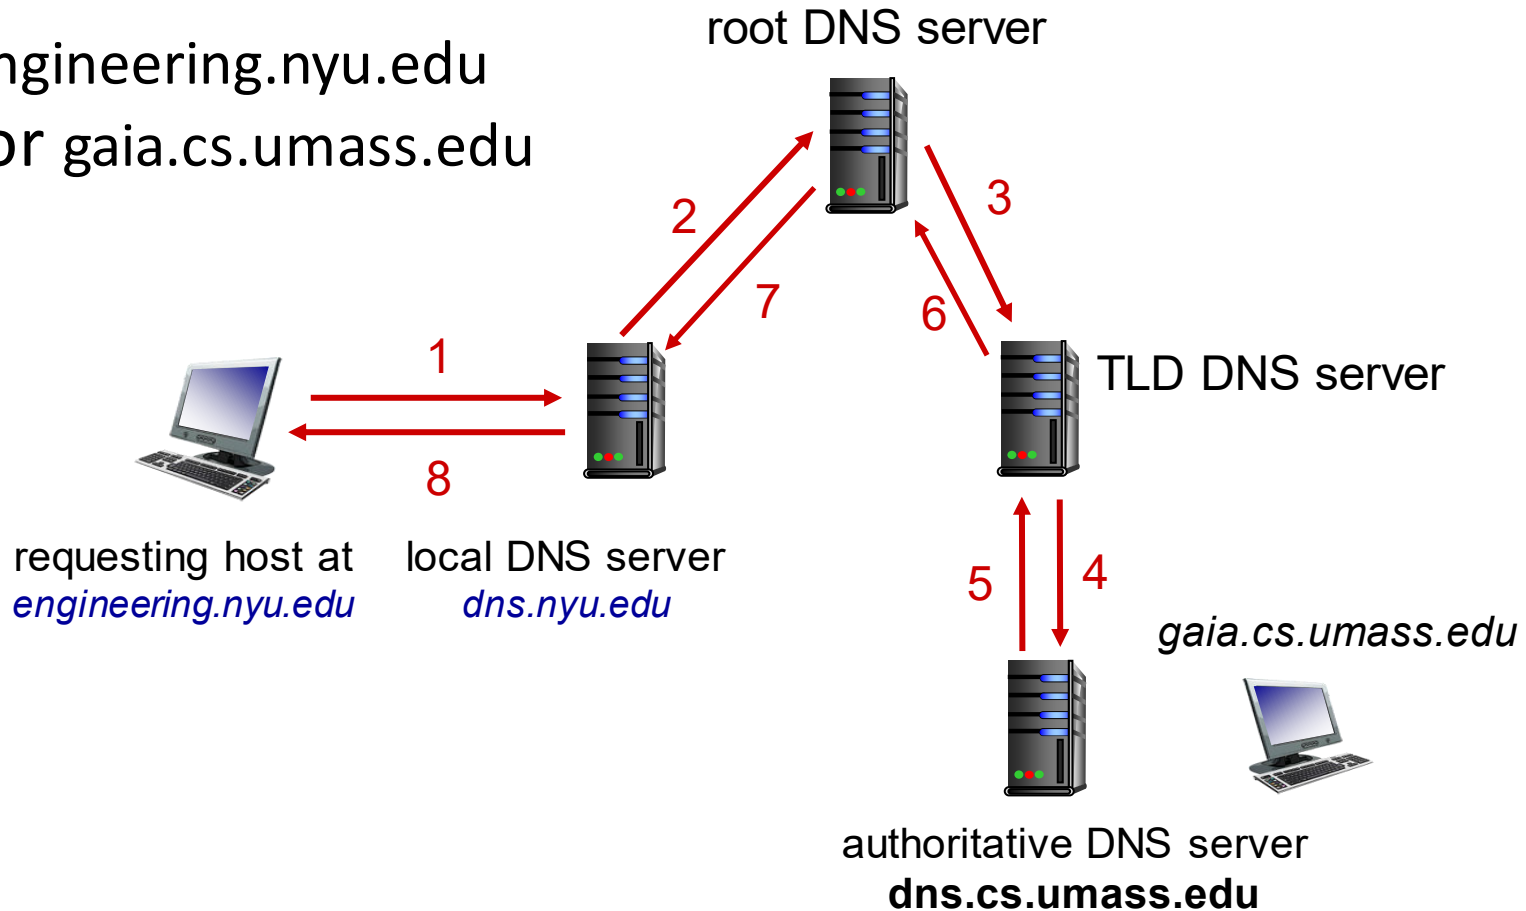 root DNS server
ngineering.nyu.edu
or gaia.cs.umass.edu
2
3
7
6
1
TLD DNS server
8
requesting host at
engineering.nyu.edu
local DNS server
dns.nyu.edu
5
4
gaia.cs.umass.edu
authoritative DNS server
dns.cs.umass.edu